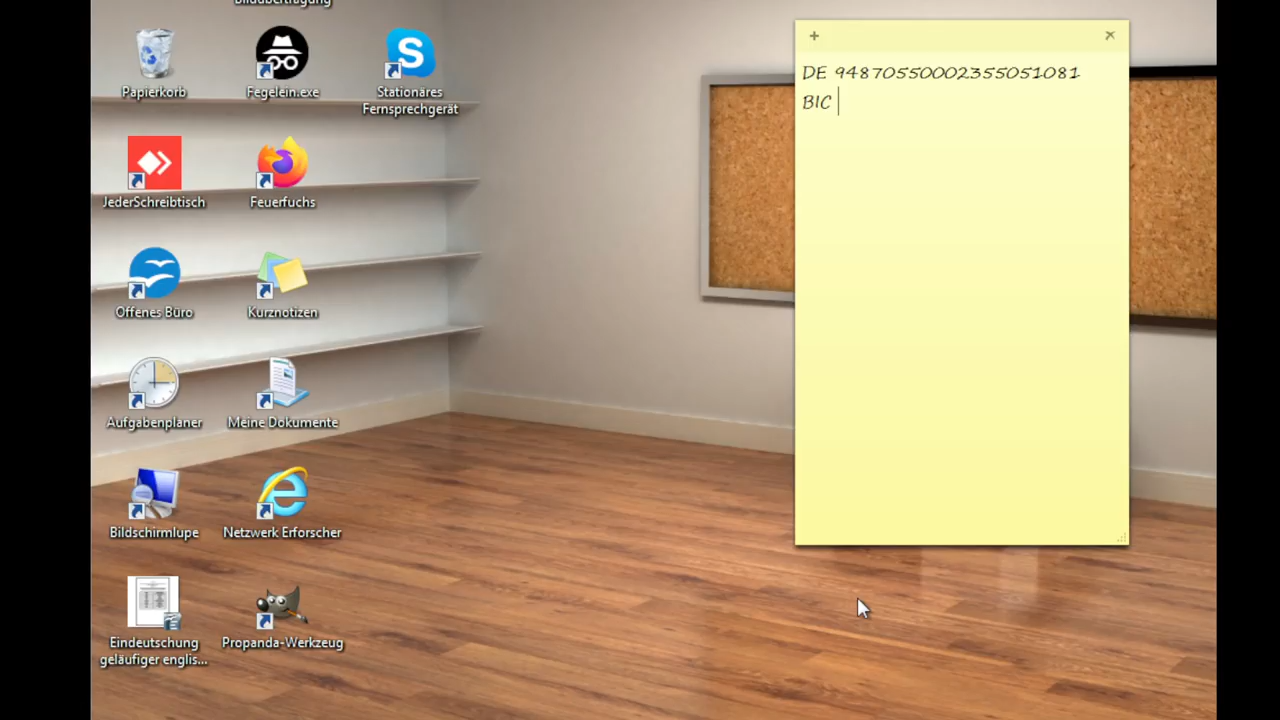 Bildübertragung
Papierkorb
Fegelein.exe
Stationäres
Fernsprechgerät
JederSchreibtisch
Feuerfuchs
Offenes Büro
Kurznotizen
Aufgabenplaner
Meine Dokumente
Bildschirmlupe
Netzwerk Erforscher
Eindeutschung
geläufiger englis...
Propanda-Werkzeug
DE 94870550002355051081
BIC